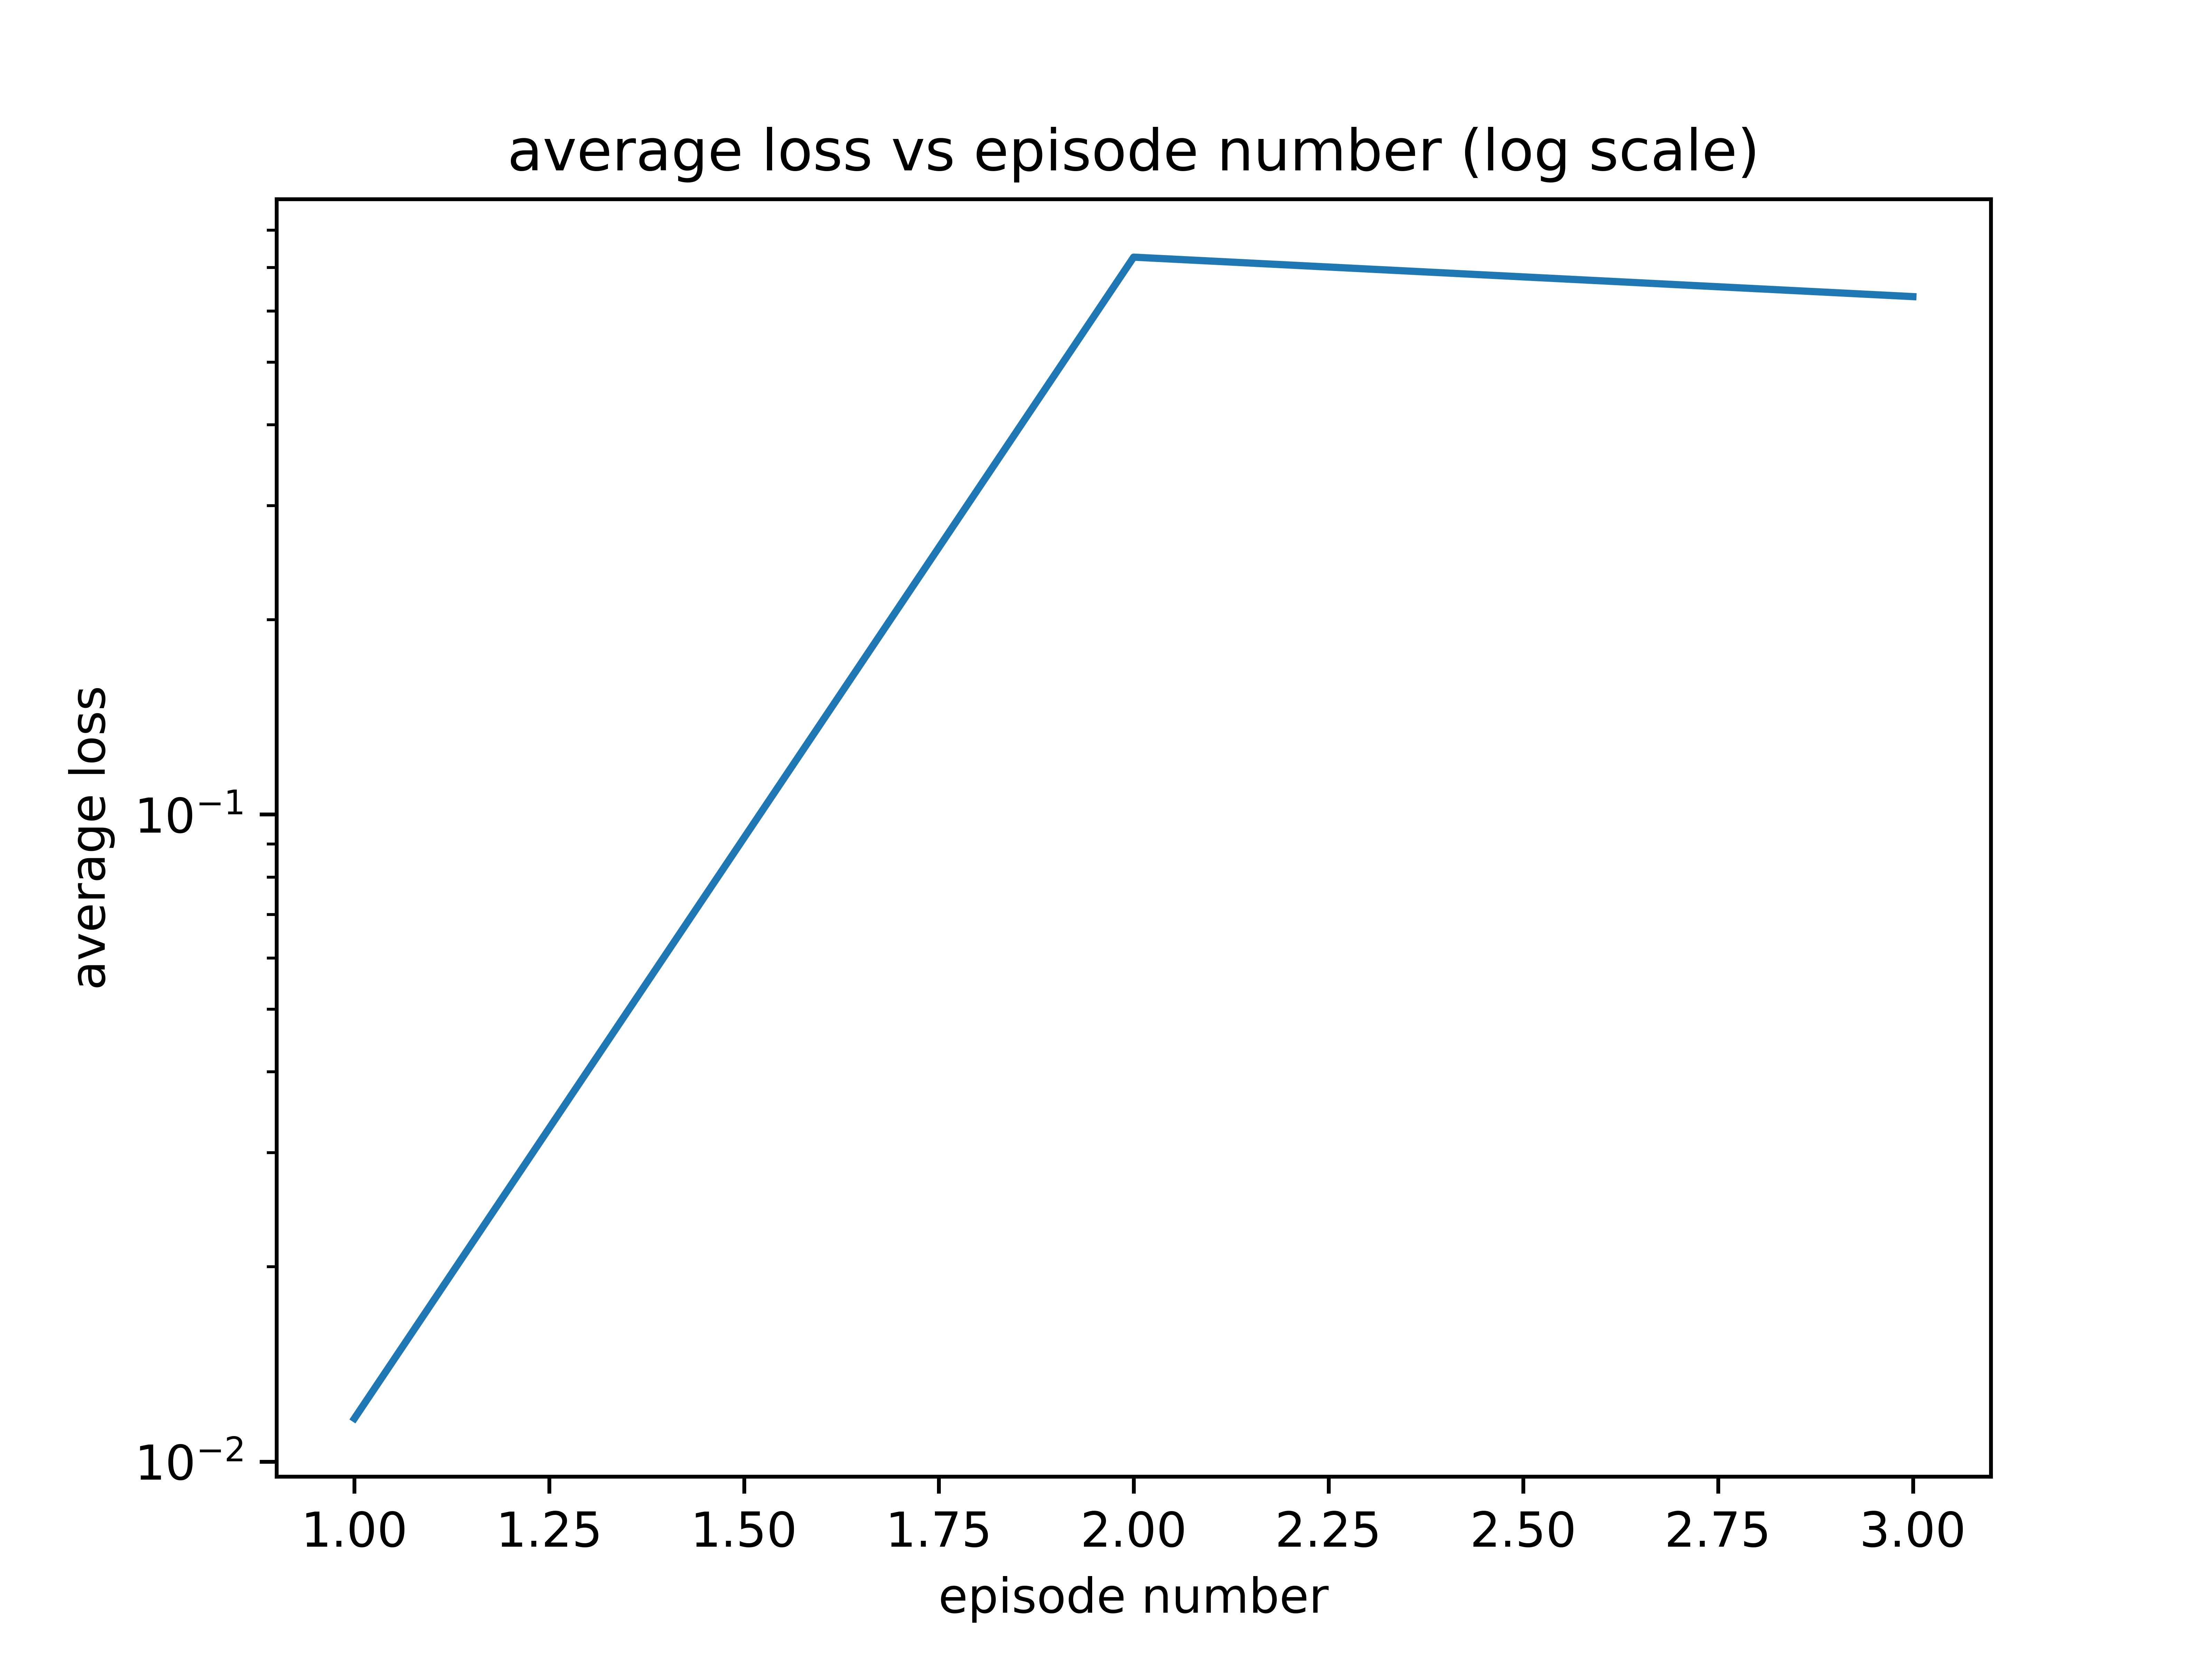 average loss vs episode number (log scale)
average loss
10⁻¹
10⁻²
1.00 1.25 1.50 1.75 2.00 2.25 2.50 2.75 3.00
episode number